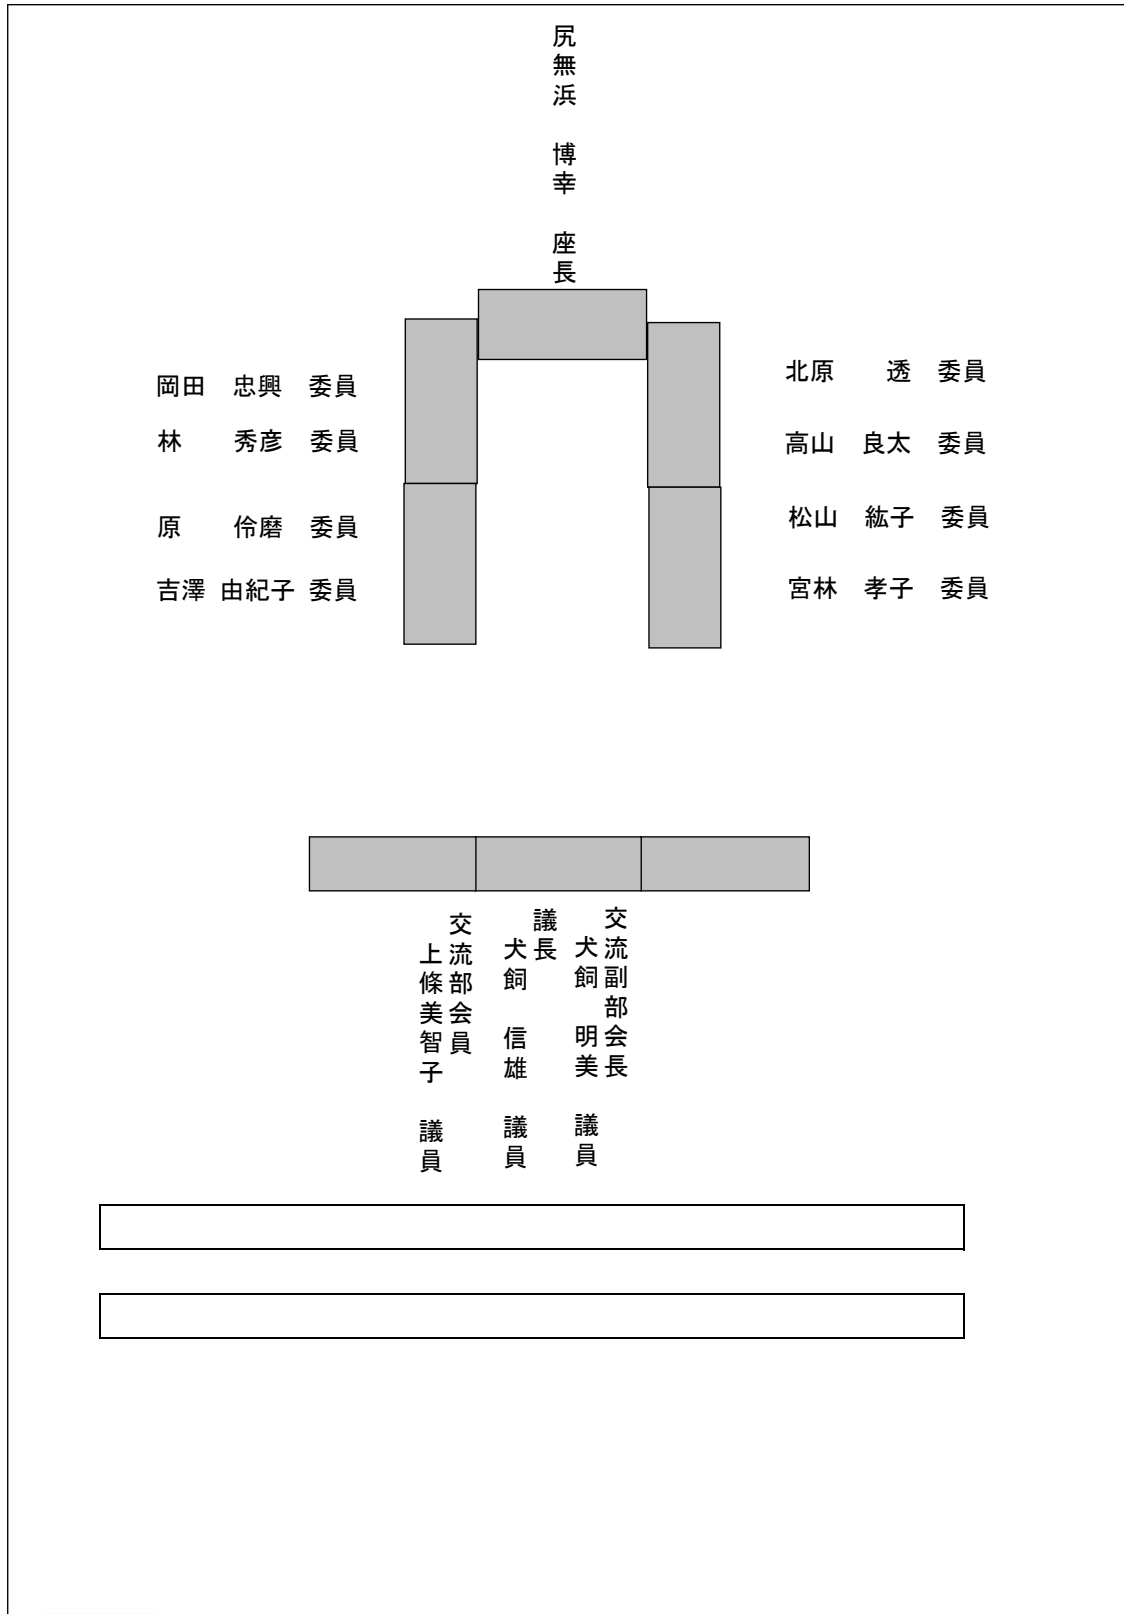 尻無浜 博幸 座長
岡田 忠興 委員
林 秀彦 委員
原 伶磨 委員
吉澤 由紀子 委員
北原 透 委員
高山 良太 委員
松山 紘子 委員
宮林 孝子 委員
交流副部会長
犬飼 明美 議員
議長
犬飼 信雄 議員
交流部会員
上條美智子 議員